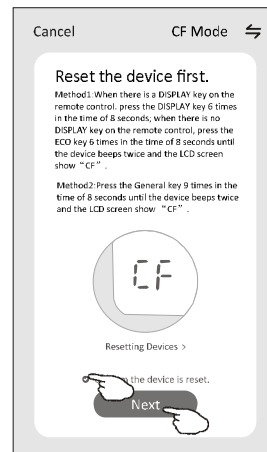 Cancel CF Mode
Reset the device first.
Method1:When there is a DISPLAY key on the
remote control. press the DISPLAY key 6 times
in the time of 8 seconds; when there is no
DISPLAY key on the remote control, press the
ECO key 6 times in the time of 8 seconds until
the device beeps twice and the LCD screen
show “CF” .
Method2:Press the General key 9 times in the
time of 8 seconds until the device beeps twice
and the LCD screen show “CF” .
CF
Resetting Devices >
the device is reset.
Next